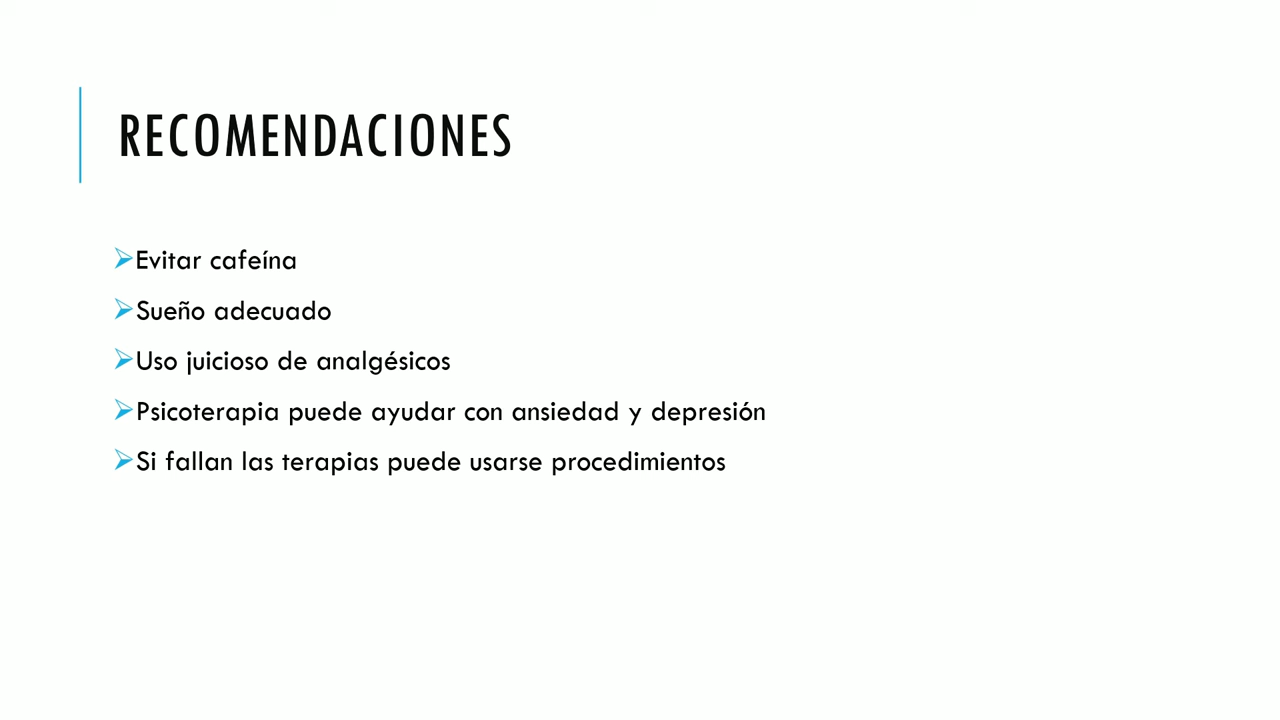 RECOMENDACIONES
Evitar cafeína
Sueño adecuado
Uso juicioso de analgésicos
Psicoterapia puede ayudar con ansiedad y depresión
Si fallan las terapias puede usarse procedimientos